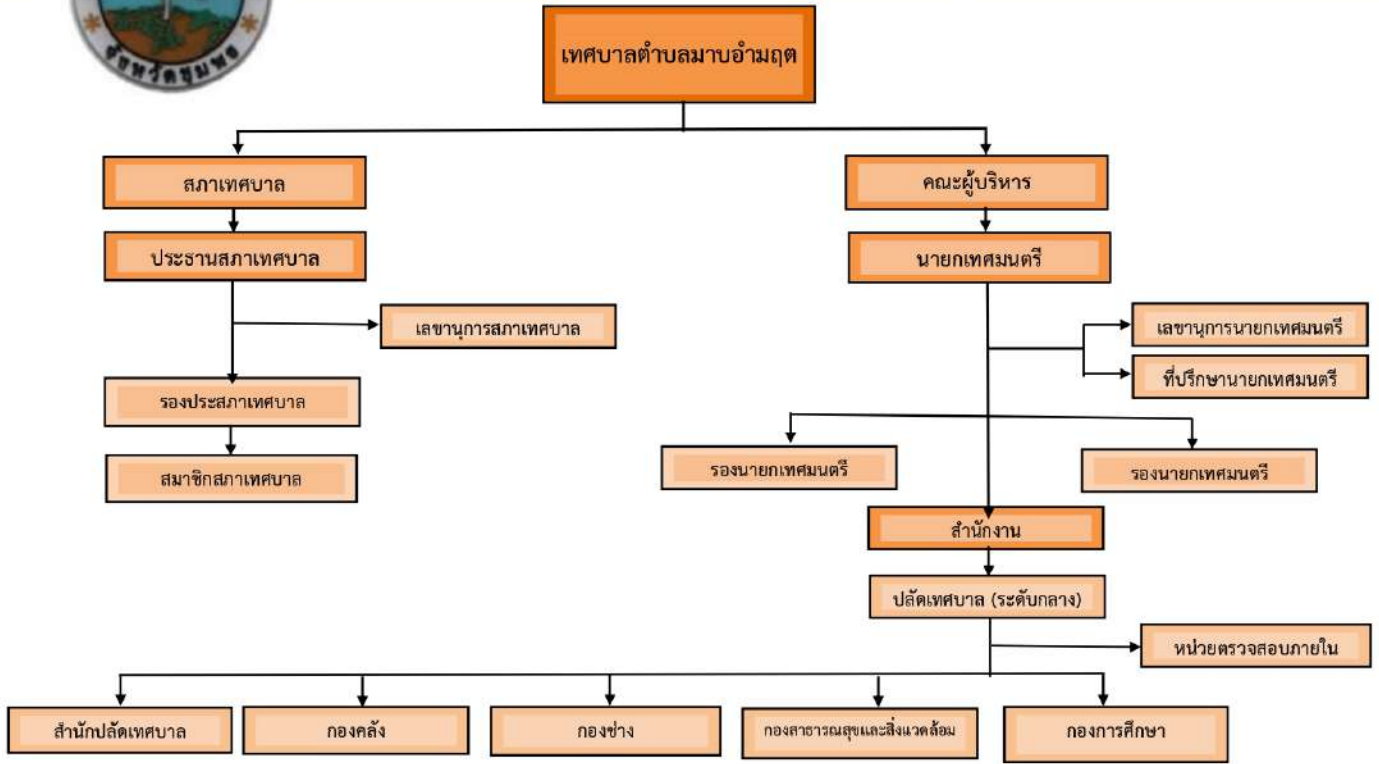 จังหวัดชุมพร
เทศบาลตำบลมาบอำมฤต
สภาเทศบาล
คณะผู้บริหาร
ประธานสภาเทศบาล
นายกเทศมนตรี
เลขานุการสภาเทศบาล
เลขานุการนายกเทศมนตรี
ที่ปรึกษานายกเทศมนตรี
รองประสภาเทศบาล
สมาชิกสภาเทศบาล
รองนายกเทศมนตรี
รองนายกเทศมนตรี
สำนักงาน
ปลัดเทศบาล (ระดับกลาง)
หน่วยตรวจสอบภายใน
สำนักปลัดเทศบาล
กองคลัง
กองช่าง
กองสาธารณสุขและสิ่งแวดล้อม
กองการศึกษา